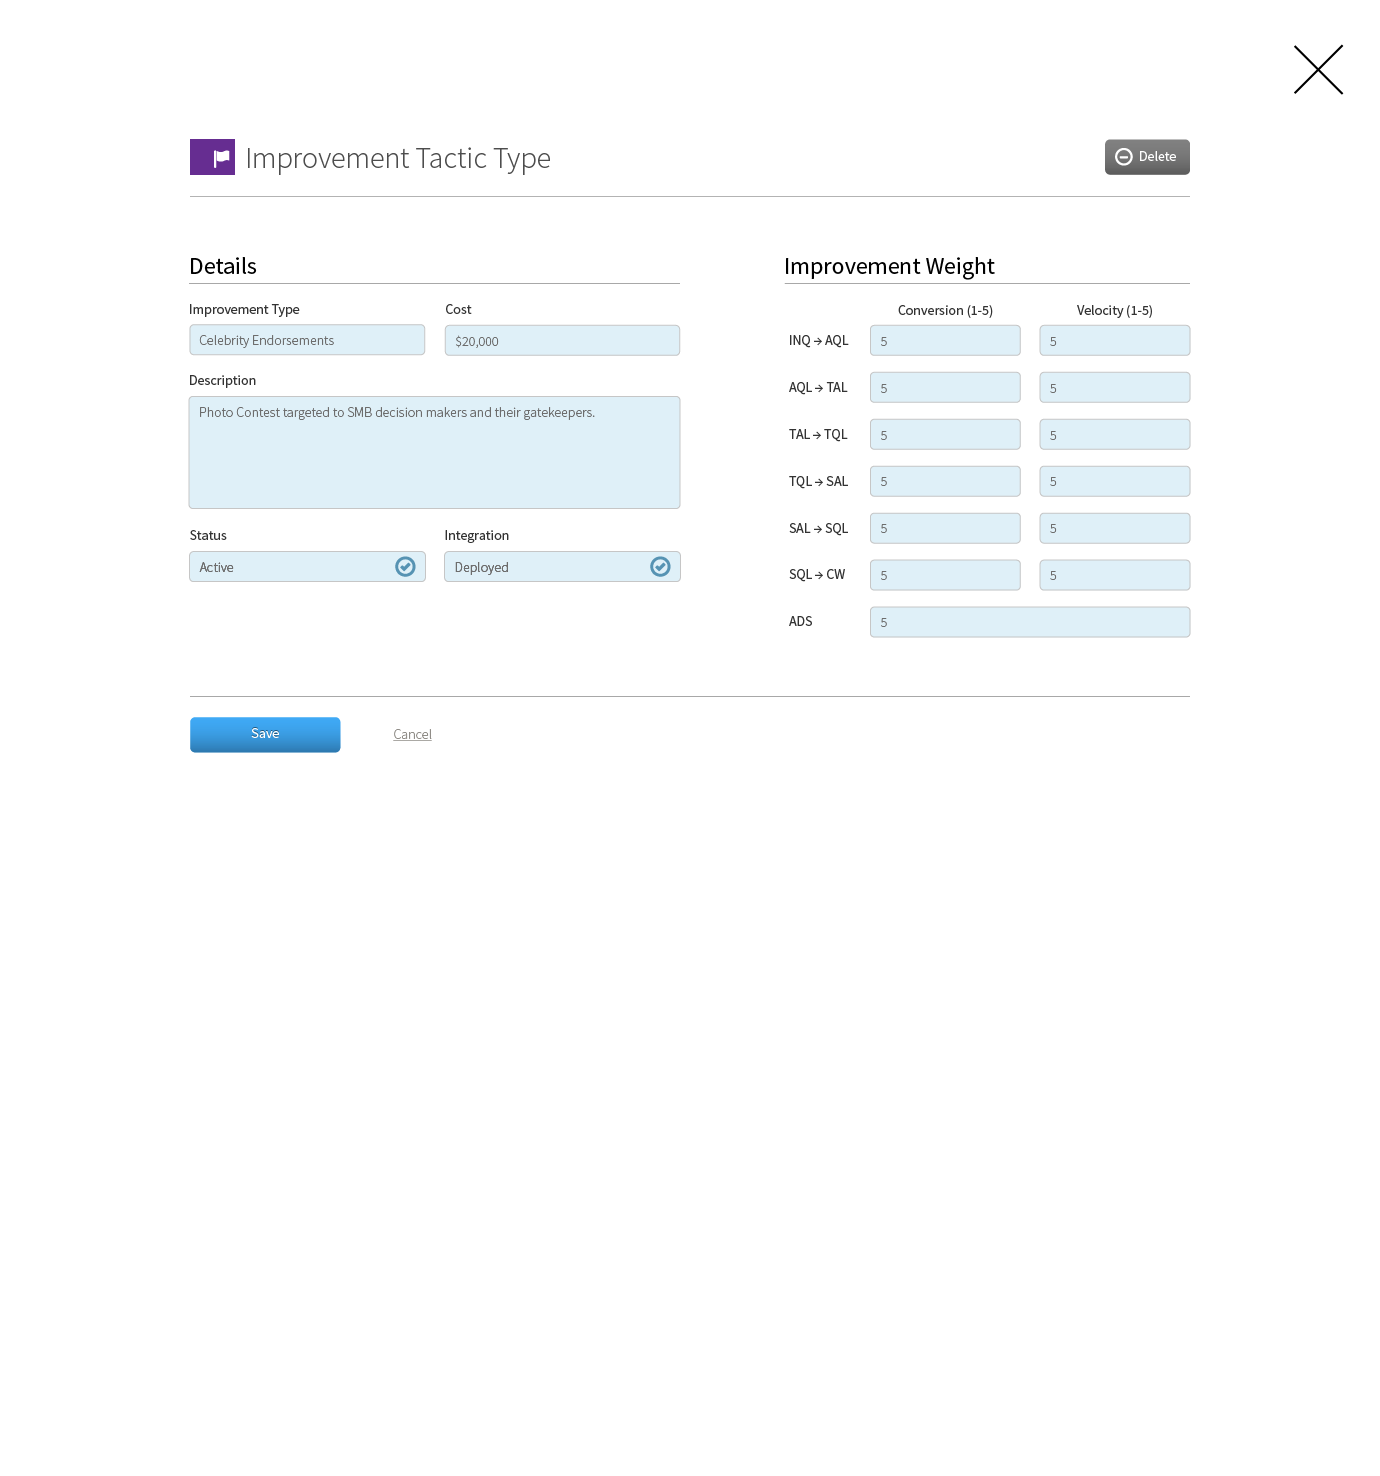 Improvement Tactic Type
Delete
Details
Improvement Type
Cost
Celebrity Endorsements
$20,000
Description
Photo Contest targeted to SMB decision makers and their gatekeepers.
Status
Integration
Active
Deployed
Improvement Weight
Conversion (1-5)
Velocity (1-5)
INQ → AQL 5 5
AQL → TAL 5 5
TAL → TQL 5 5
TQL → SAL 5 5
SAL → SQL 5 5
SQL → CW 5 5
ADS 5
Save
Cancel